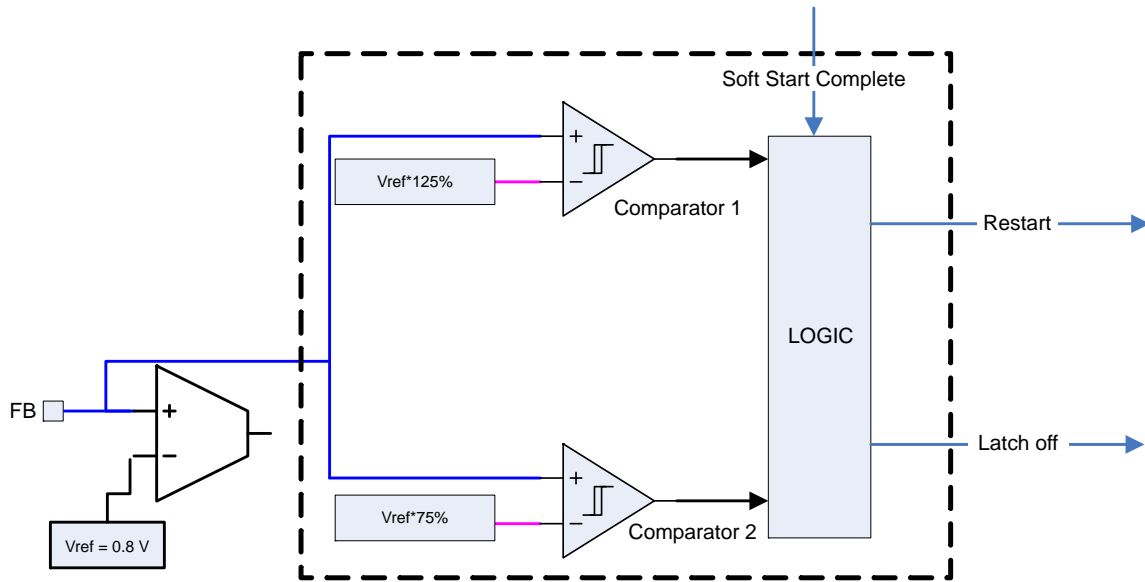 Soft Start Complete
+
Vref*125%
−
Comparator 1
Restart
LOGIC
FB
+
−
Latch off
+
Vref*75%
−
Comparator 2
Vref = 0.8 V